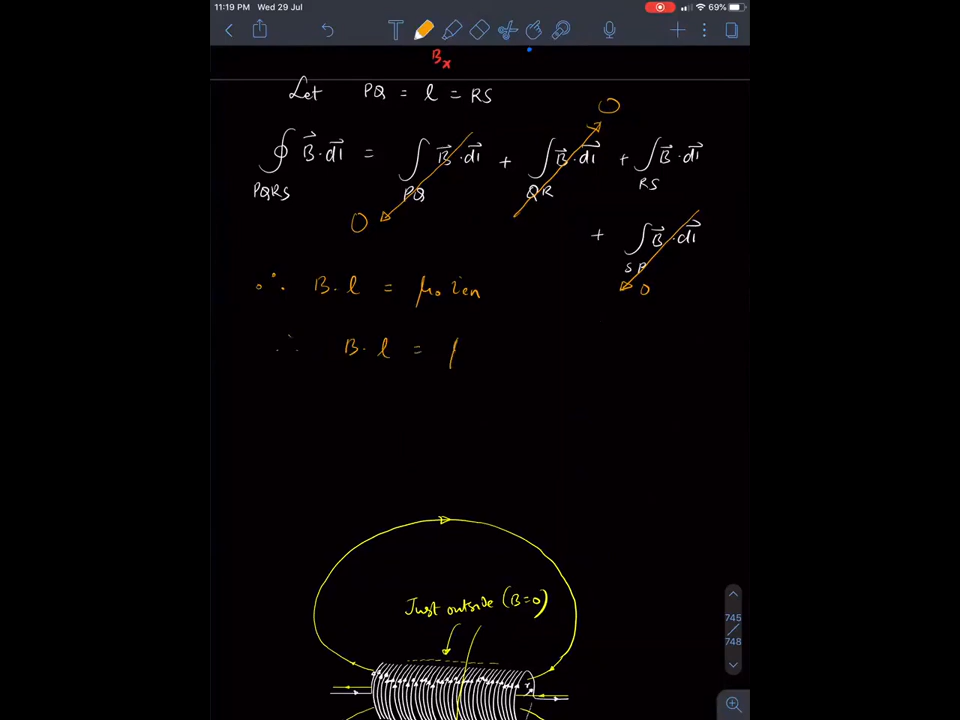 11:19 PM Wed 29 Jul
69%
T
Bx
Let PQ = l = RS
∮PQRS B⃗·dl⃗ = ∫PQ B⃗·dl⃗ + ∫QR B⃗·dl⃗ + ∫RS B⃗·dl⃗
0
0
+ ∫SP B⃗·dl⃗
0
∴ B·l = μ₀ ien
∴ B·l =
Just outside (B=0)
r
745
748